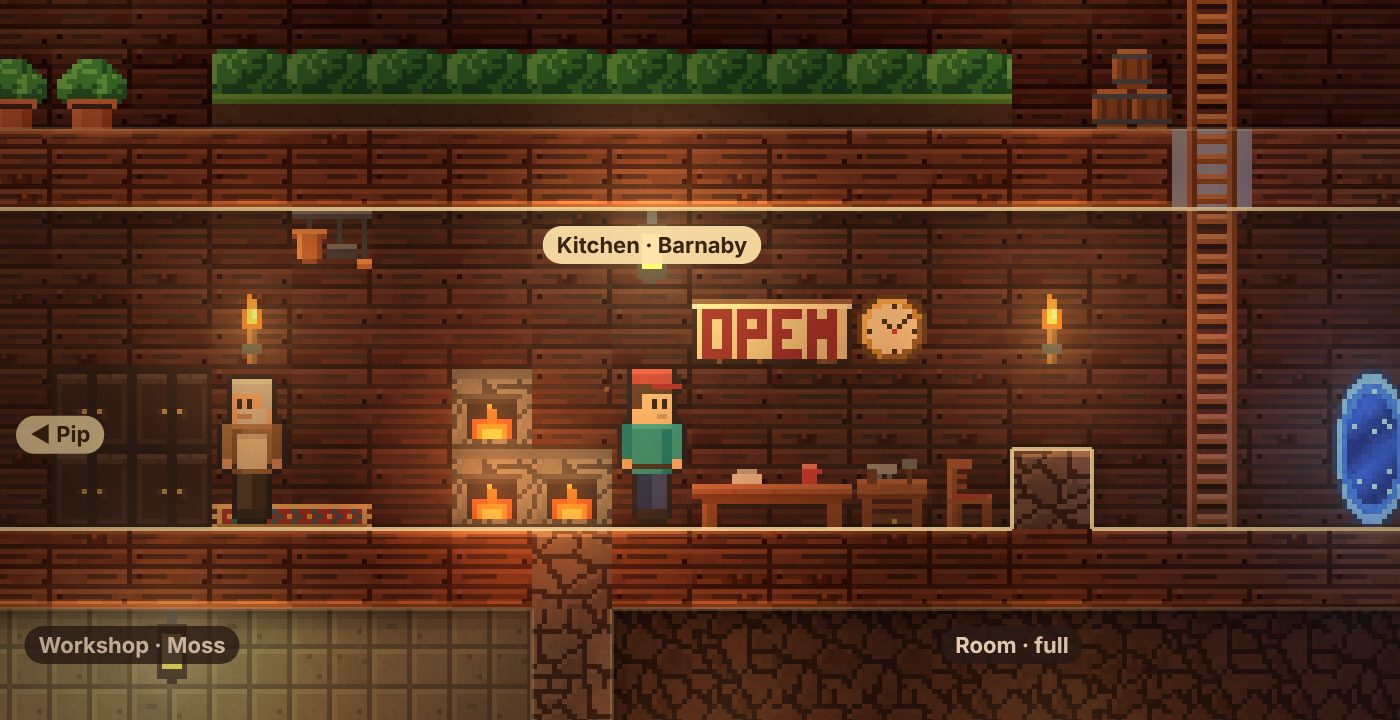 Kitchen · Barnaby
OPEN
◀ Pip
Workshop · Moss
Room · full